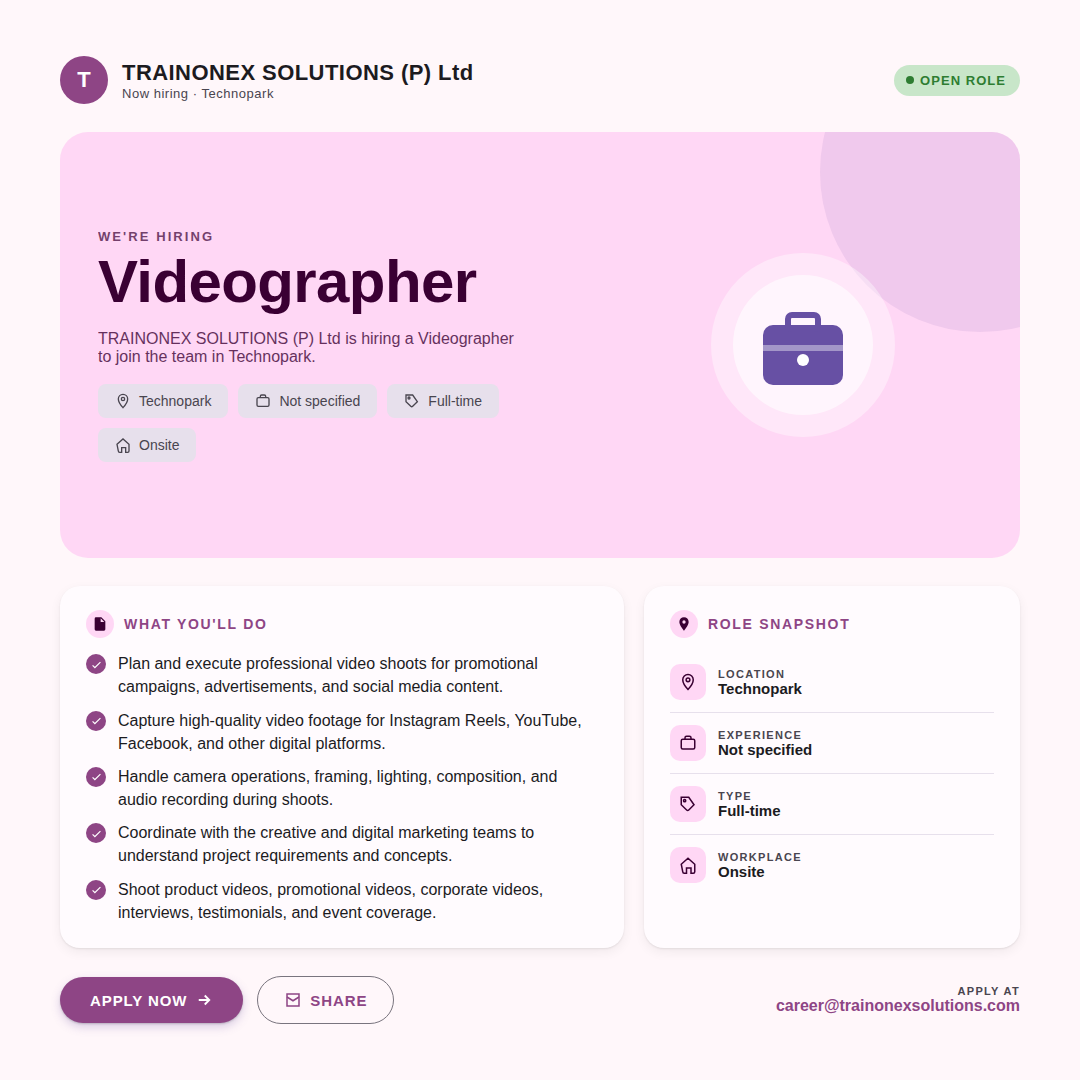 T
TRAINONEX SOLUTIONS (P) Ltd
Now hiring · Technopark
OPEN ROLE
WE'RE HIRING
Videographer
TRAINONEX SOLUTIONS (P) Ltd is hiring a Videographer
to join the team in Technopark.
Technopark
Not specified
Full-time
Onsite
WHAT YOU'LL DO
Plan and execute professional video shoots for promotional
campaigns, advertisements, and social media content.
Capture high-quality video footage for Instagram Reels, YouTube,
Facebook, and other digital platforms.
Handle camera operations, framing, lighting, composition, and
audio recording during shoots.
Coordinate with the creative and digital marketing teams to
understand project requirements and concepts.
Shoot product videos, promotional videos, corporate videos,
interviews, testimonials, and event coverage.
ROLE SNAPSHOT
LOCATION
Technopark
EXPERIENCE
Not specified
TYPE
Full-time
WORKPLACE
Onsite
APPLY NOW
SHARE
APPLY AT
career@trainonexsolutions.com